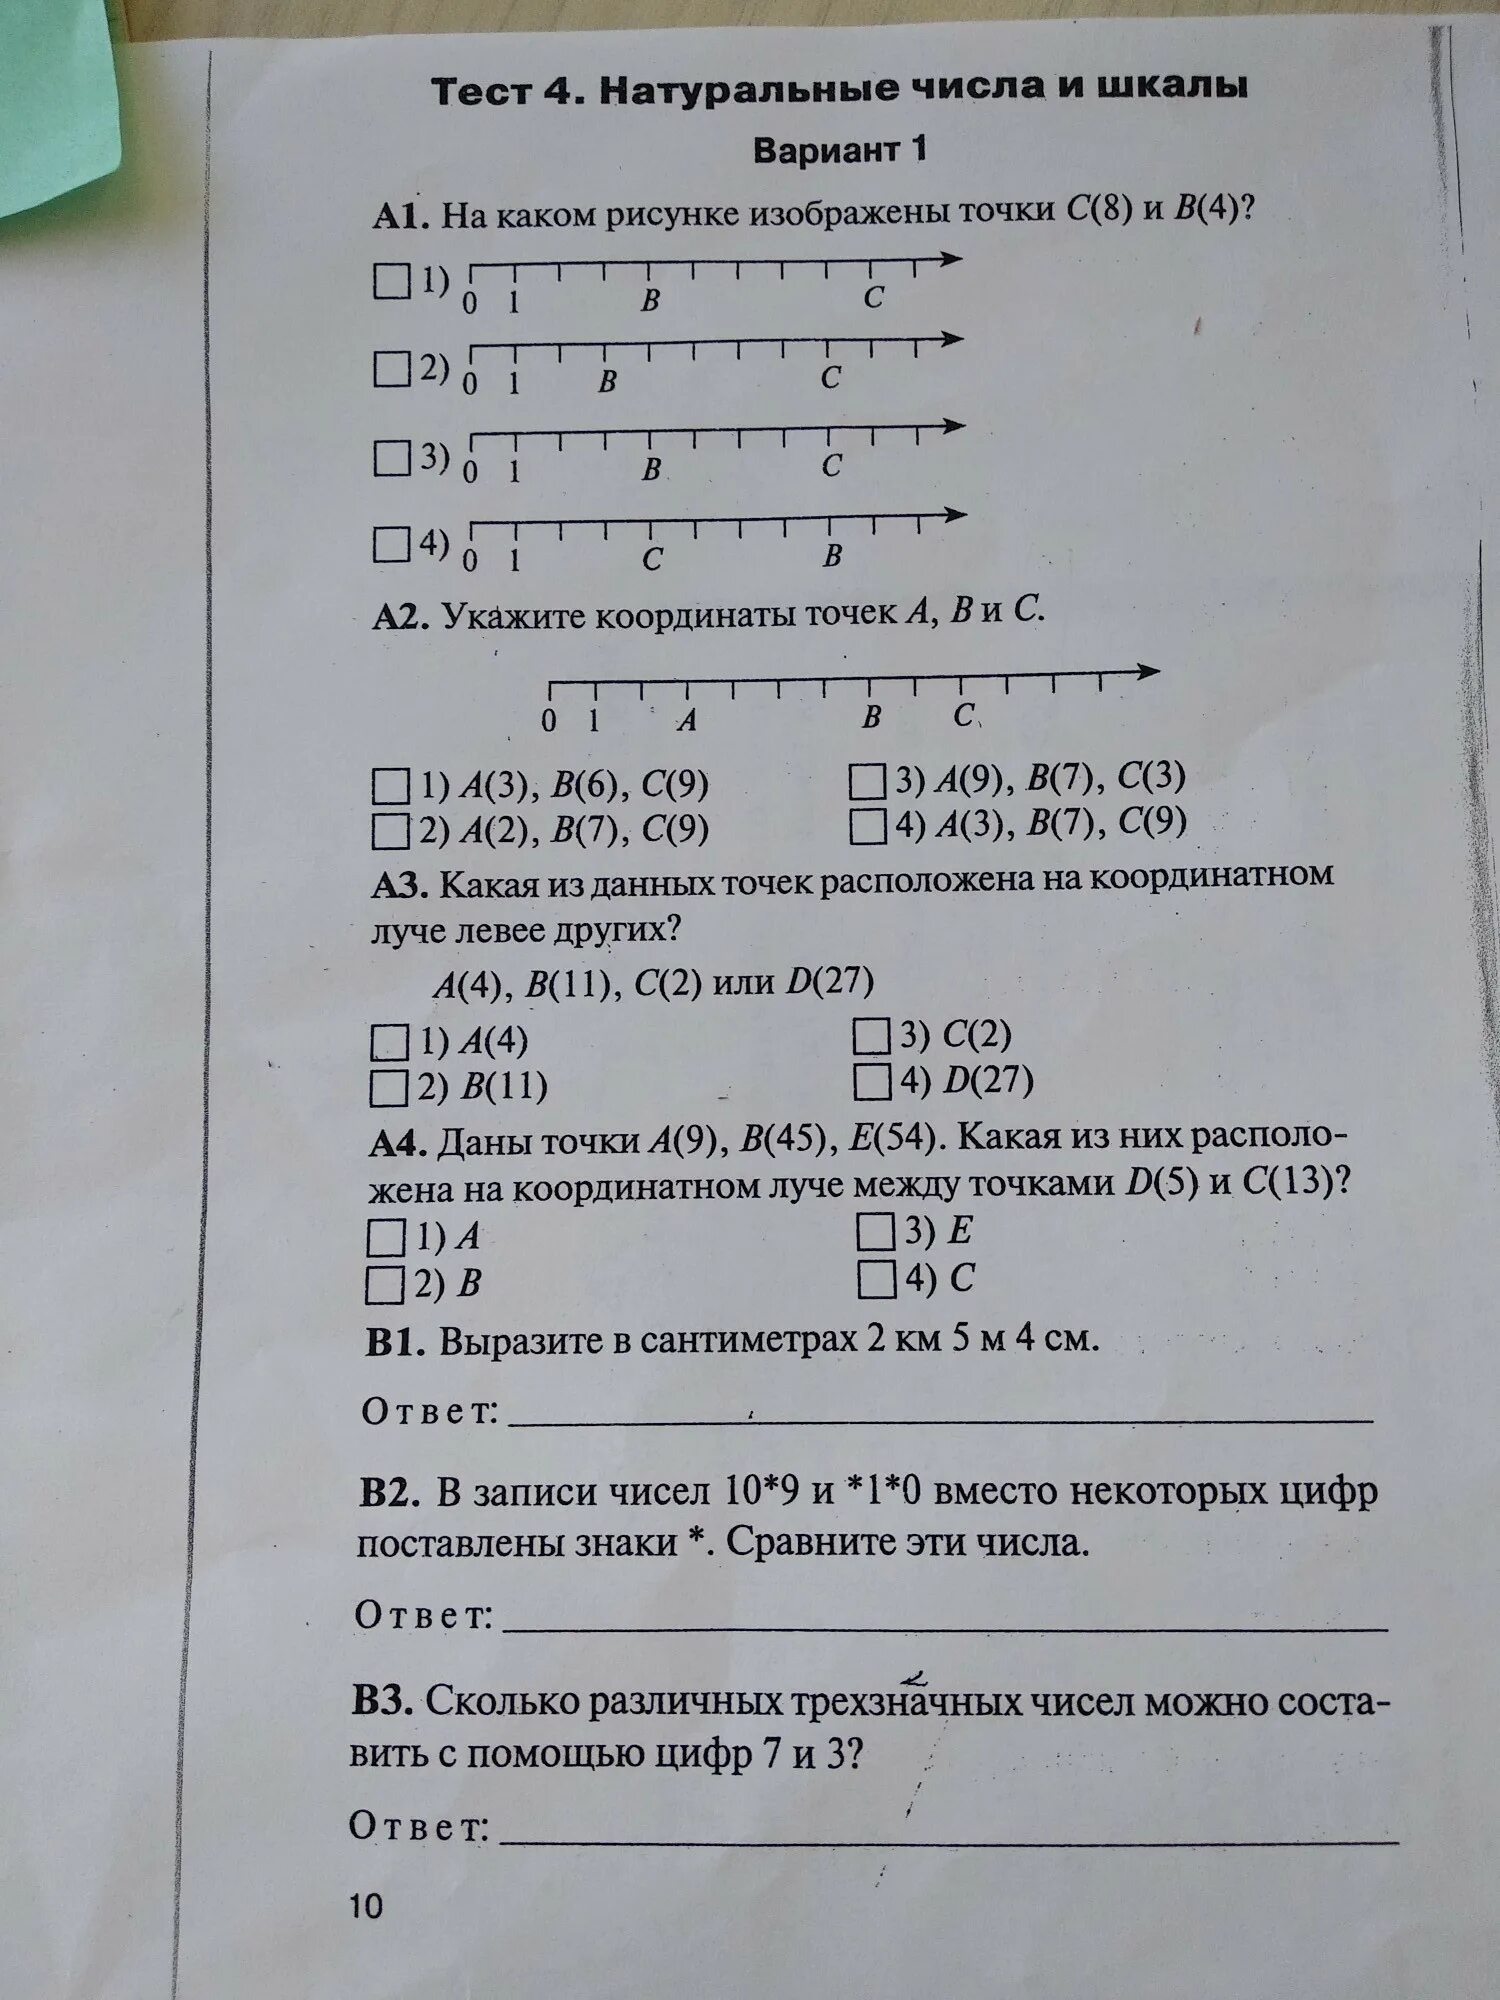 Тест 4. Натуральные числа и шкалы
Вариант 1
А1. На каком рисунке изображены точки C(8) и B(4)?
1) 0 1 B C
2) 0 1 B C
3) 0 1 B C
4) 0 1 C B
А2. Укажите координаты точек A, B и C.
0 1 A B C
1) A(3), B(6), C(9) 3) A(9), B(7), C(3)
2) A(2), B(7), C(9) 4) A(3), B(7), C(9)
А3. Какая из данных точек расположена на координатном
луче левее других?
A(4), B(11), C(2) или D(27)
1) A(4) 3) C(2)
2) B(11) 4) D(27)
А4. Даны точки A(9), B(45), E(54). Какая из них располо-
жена на координатном луче между точками D(5) и C(13)?
1) A 3) E
2) B 4) C
В1. Выразите в сантиметрах 2 км 5 м 4 см.
Ответ:
В2. В записи чисел 10*9 и *1*0 вместо некоторых цифр
поставлены знаки *. Сравните эти числа.
Ответ:
В3. Сколько различных трехзначных чисел можно соста-
вить с помощью цифр 7 и 3?
Ответ:
10